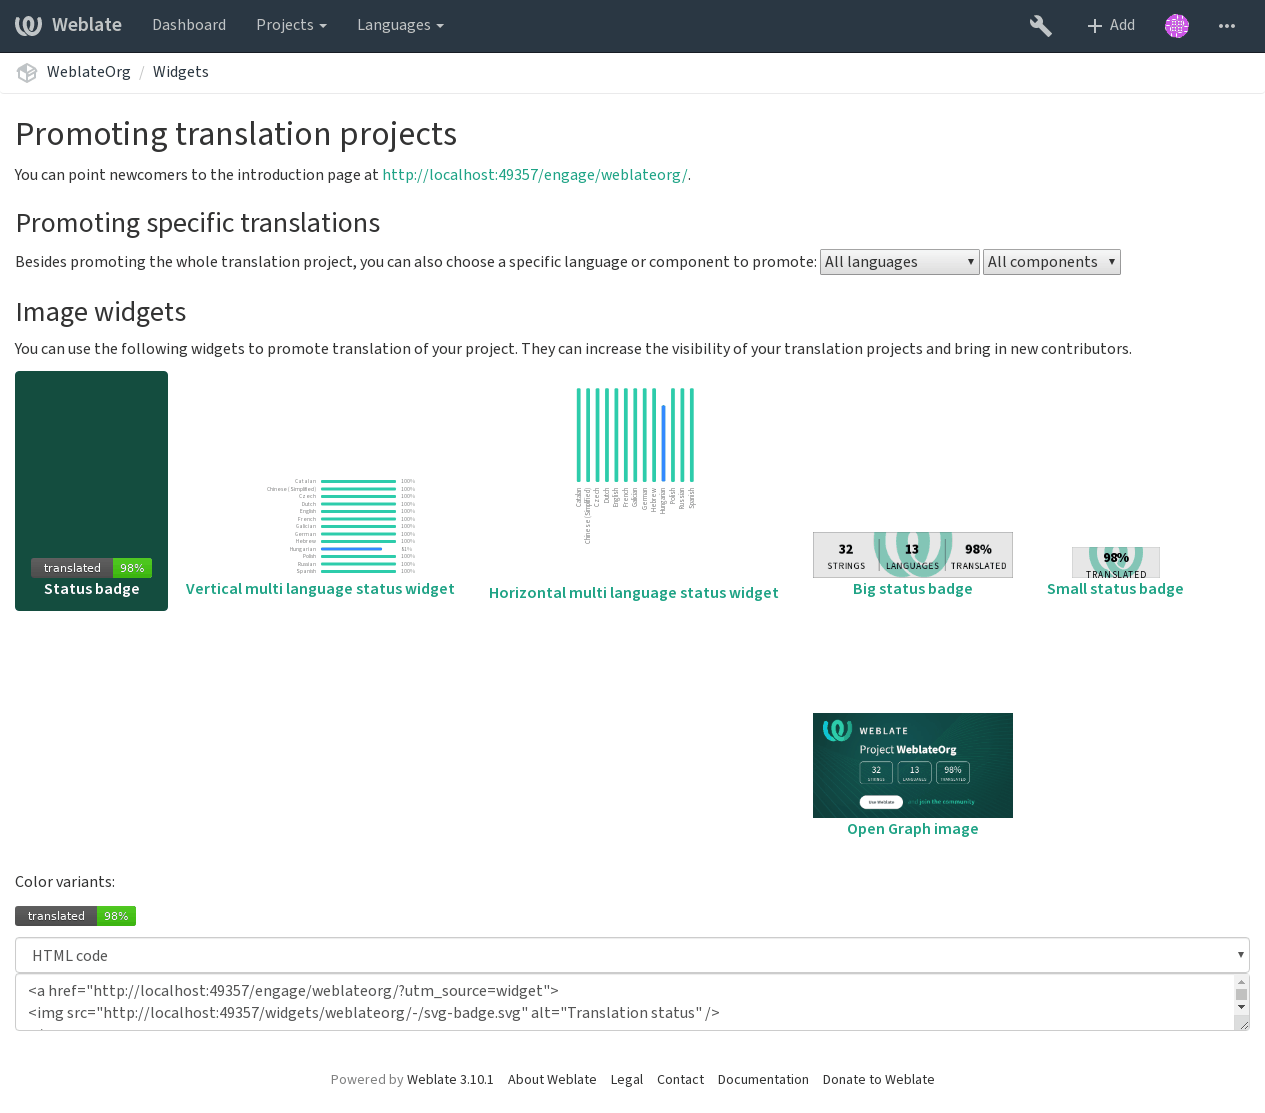 Weblate Dashboard Projects Languages Add
WeblateOrg / Widgets
Promoting translation projects
You can point newcomers to the introduction page at http://localhost:49357/engage/weblateorg/.
Promoting specific translations
Besides promoting the whole translation project, you can also choose a specific language or component to promote: All languages All components
Image widgets
You can use the following widgets to promote translation of your project. They can increase the visibility of your translation projects and bring in new contributors.
translated 98%
Status badge
Catalan 100%
Chinese (Simplified) 100%
Czech 100%
Dutch 100%
English 100%
French 100%
Galician 100%
German 100%
Hebrew 100%
Hungarian 81%
Polish 100%
Russian 100%
Spanish 100%
Vertical multi language status widget
Catalan
Chinese (Simplified)
Czech
Dutch
English
French
Galician
German
Hebrew
Hungarian
Polish
Russian
Spanish
Horizontal multi language status widget
32 13 98%
STRINGS LANGUAGES TRANSLATED
Big status badge
98%
TRANSLATED
Small status badge
WEBLATE
Project WeblateOrg
32 13 98%
STRINGS LANGUAGES TRANSLATED
Use Weblate and join the community
Open Graph image
Color variants:
translated 98%
HTML code
<a href="http://localhost:49357/engage/weblateorg/?utm_source=widget">
<img src="http://localhost:49357/widgets/weblateorg/-/svg-badge.svg" alt="Translation status" />
Powered by Weblate 3.10.1 About Weblate Legal Contact Documentation Donate to Weblate